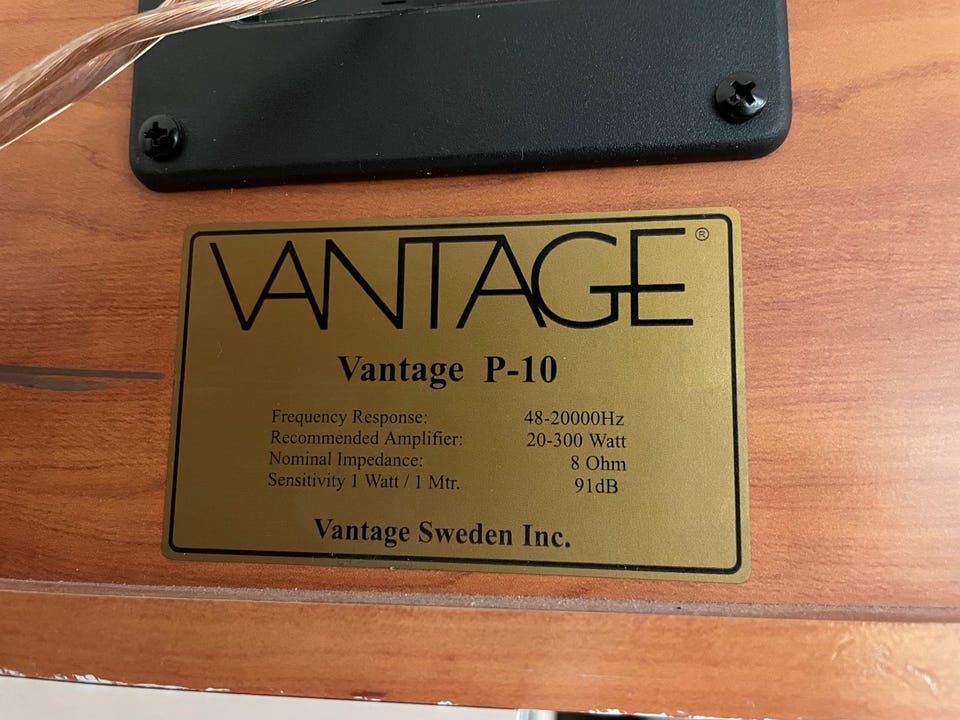 VANTAGE®
Vantage P-10
Frequency Response: 48-20000Hz
Recommended Amplifier: 20-300 Watt
Nominal Impedance: 8 Ohm
Sensitivity 1 Watt / 1 Mtr. 91dB
Vantage Sweden Inc.